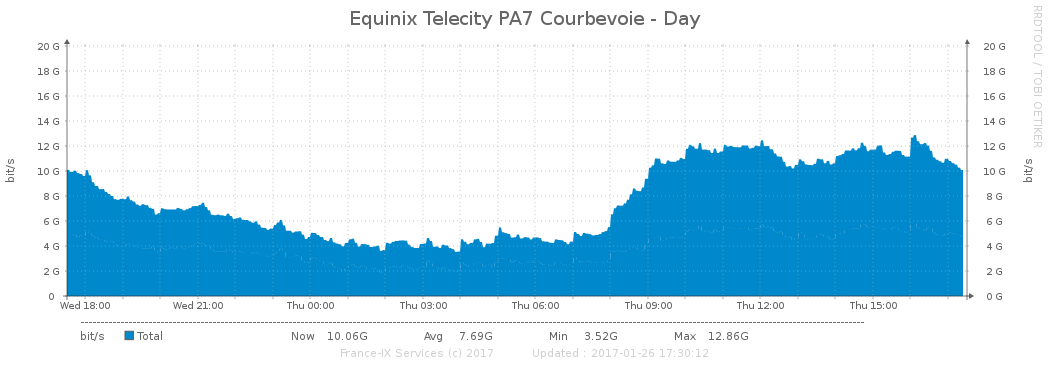 Equinix Telecity PA7 Courbevoie - Day
RRDTOOL / TOBI OETIKER
bit/s
20 G 20 G
18 G 18 G
16 G 16 G
14 G 14 G
12 G 12 G
10 G 10 G
8 G 8 G
6 G 6 G
4 G 4 G
2 G 2 G
0 0 G
bit/s
Wed 18:00 Wed 21:00 Thu 00:00 Thu 03:00 Thu 06:00 Thu 09:00 Thu 12:00 Thu 15:00
bit/s Total Now 10.06G Avg 7.69G Min 3.52G Max 12.86G
France-IX Services (c) 2017 Updated : 2017-01-26 17:30:12